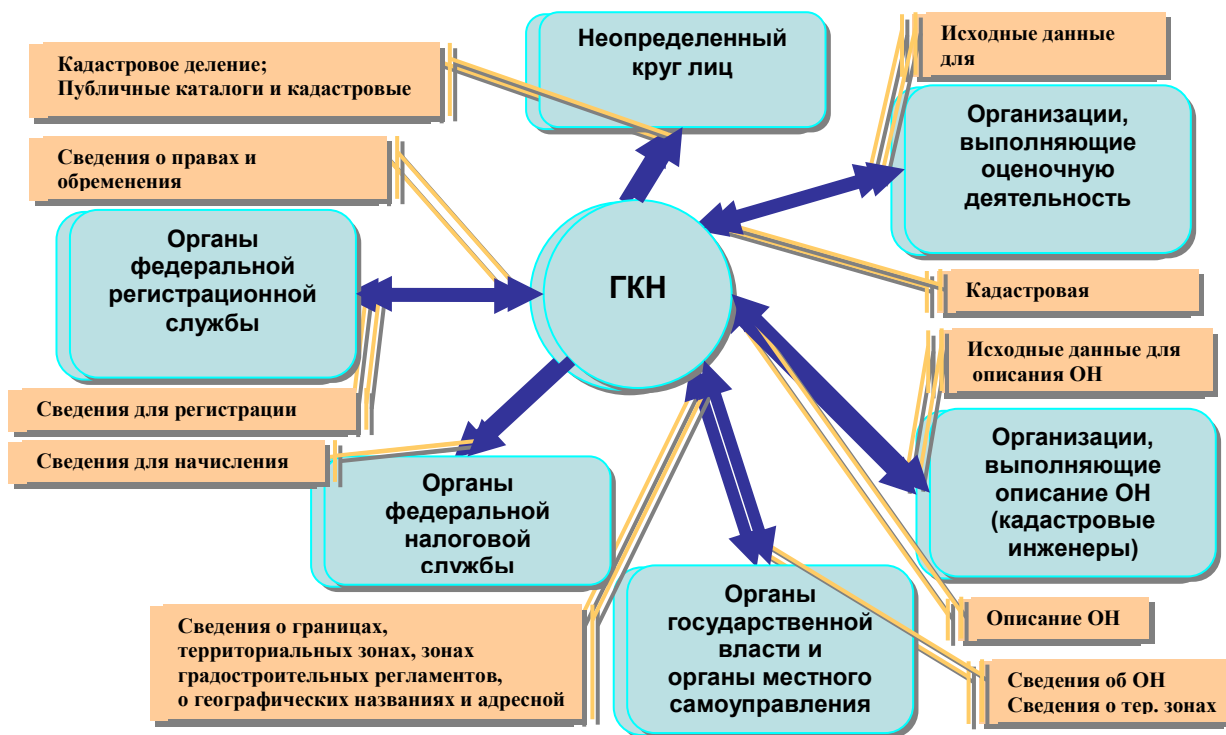 Неопределенный
круг лиц
Исходные данные
для
Кадастровое деление;
Публичные каталоги и кадастровые
Организации,
выполняющие
оценочную
деятельность
Сведения о правах и
обременения
Органы
федеральной
регистрационной
службы
ГКН
Кадастровая
Исходные данные для
описания ОН
Сведения для регистрации
Сведения для начисления
Организации,
выполняющие
описание ОН
(кадастровые
инженеры)
Органы
федеральной
налоговой
службы
Органы
государственной
власти и
органы местного
самоуправления
Описание ОН
Сведения о границах,
территориальных зонах, зонах
градостроительных регламентов,
о географических названиях и адресной
Сведения об ОН
Сведения о тер. зонах